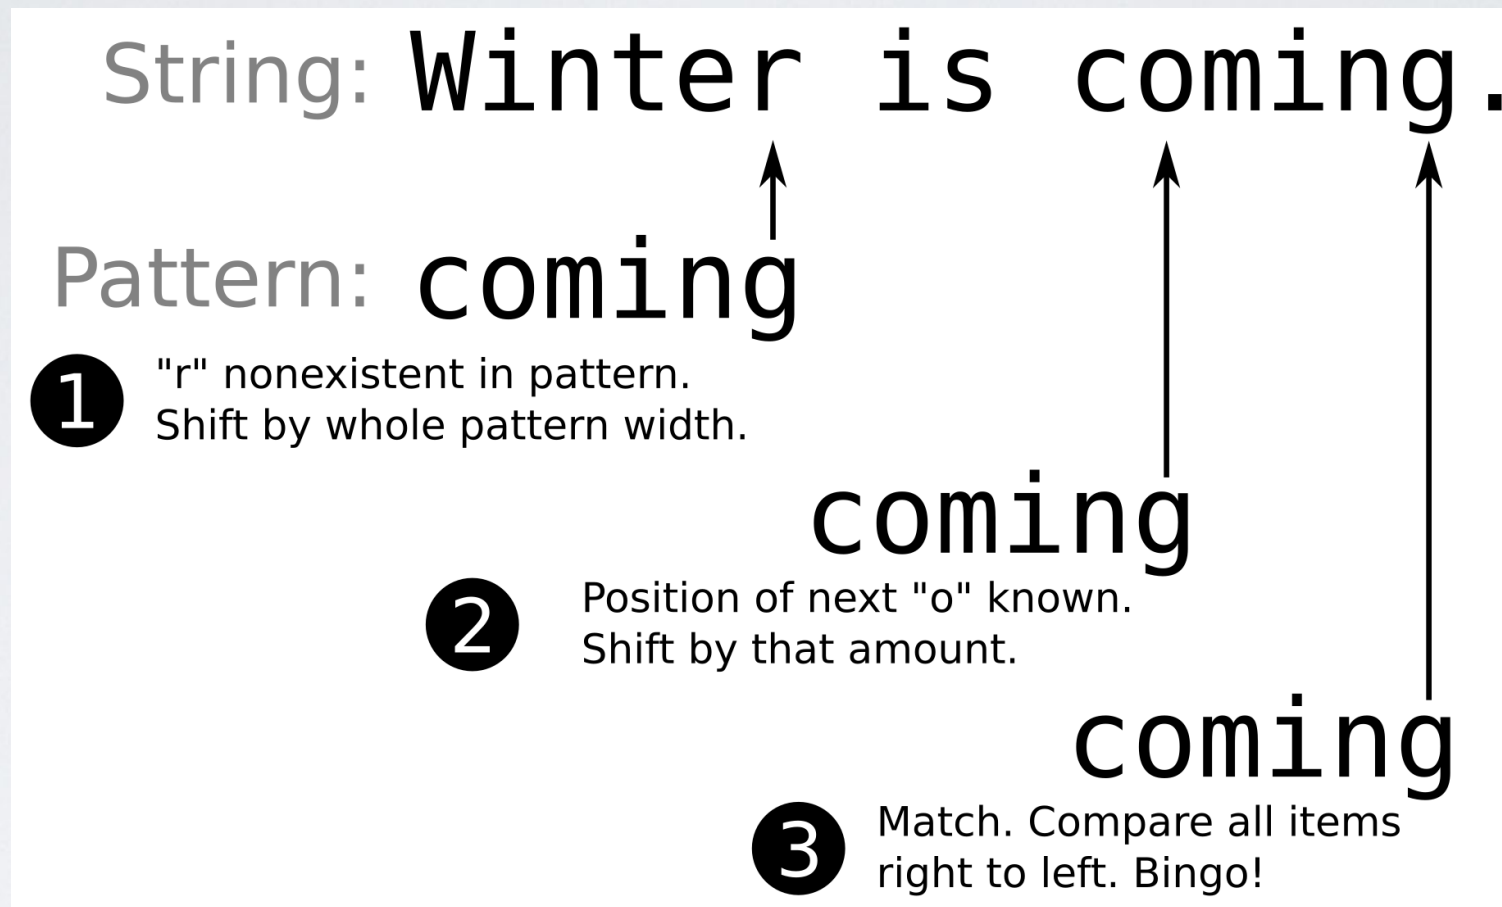 String: Winter is coming.
Pattern: coming
1 "r" nonexistent in pattern.
Shift by whole pattern width.
coming
2 Position of next "o" known.
Shift by that amount.
coming
3 Match. Compare all items
right to left. Bingo!